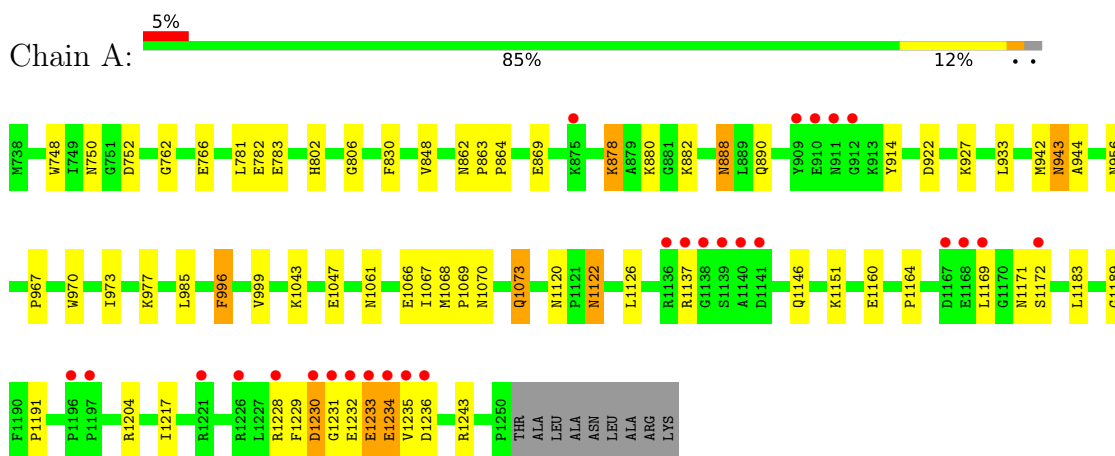 5%
Chain A:
85% 12% • •
M738 W748 I749 N750 G751 D752 G762 E766 L781 E782 E783 H802 G806 F830 V848 N862 P863 P864 E869 K875 K878 A879 K880 G881 K882 N888 L889 Q890 Y909 E910 N911 G912 K913 Y914 D922 K927 L933 M942 N943 A944 N956
P967 W970 I973 K977 L985 F996 V999 K1043 E1047 N1061 E1066 I1067 M1068 P1069 N1070 Q1073 N1120 P1121 N1122 L1126 R1136 R1137 G1138 S1139 A1140 D1141 Q1146 K1151 E1160 P1164 D1167 E1168 L1169 G1170 N1171 S1172 L1183 G1189
F1190 P1191 P1196 P1197 R1204 I1217 R1221 R1226 L1227 R1228 F1229 D1230 G1231 E1232 E1233 E1234 V1235 D1236 R1243 P1250 THR ALA LEU ALA ASN LEU ALA ARG LYS